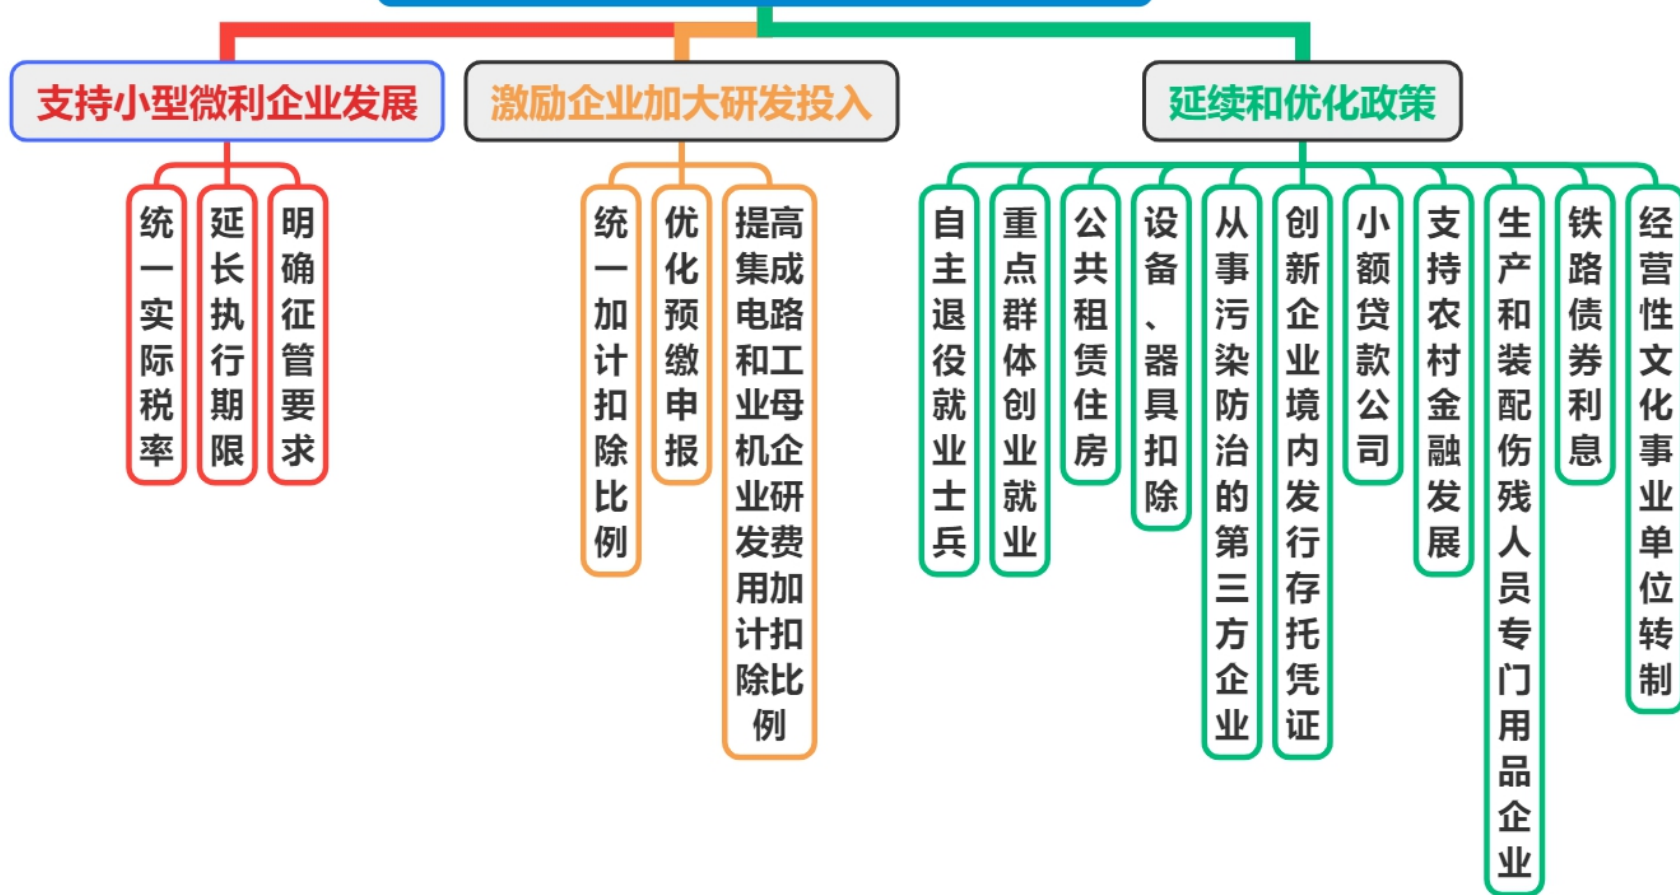 支持小型微利企业发展
激励企业加大研发投入
延续和优化政策
统一实际税率
延长执行期限
明确征管要求
统一加计扣除比例
优化预缴申报
提高集成电路和工业母机企业研发费用加计扣除比例
自主退役就业士兵
重点群体创业就业
公共租赁住房
设备、器具扣除
从事污染防治的第三方企业
创新企业境内发行存托凭证
小额贷款公司
支持农村金融发展
生产和装配伤残人员专门用品企业
铁路债券利息
经营性文化事业单位转制